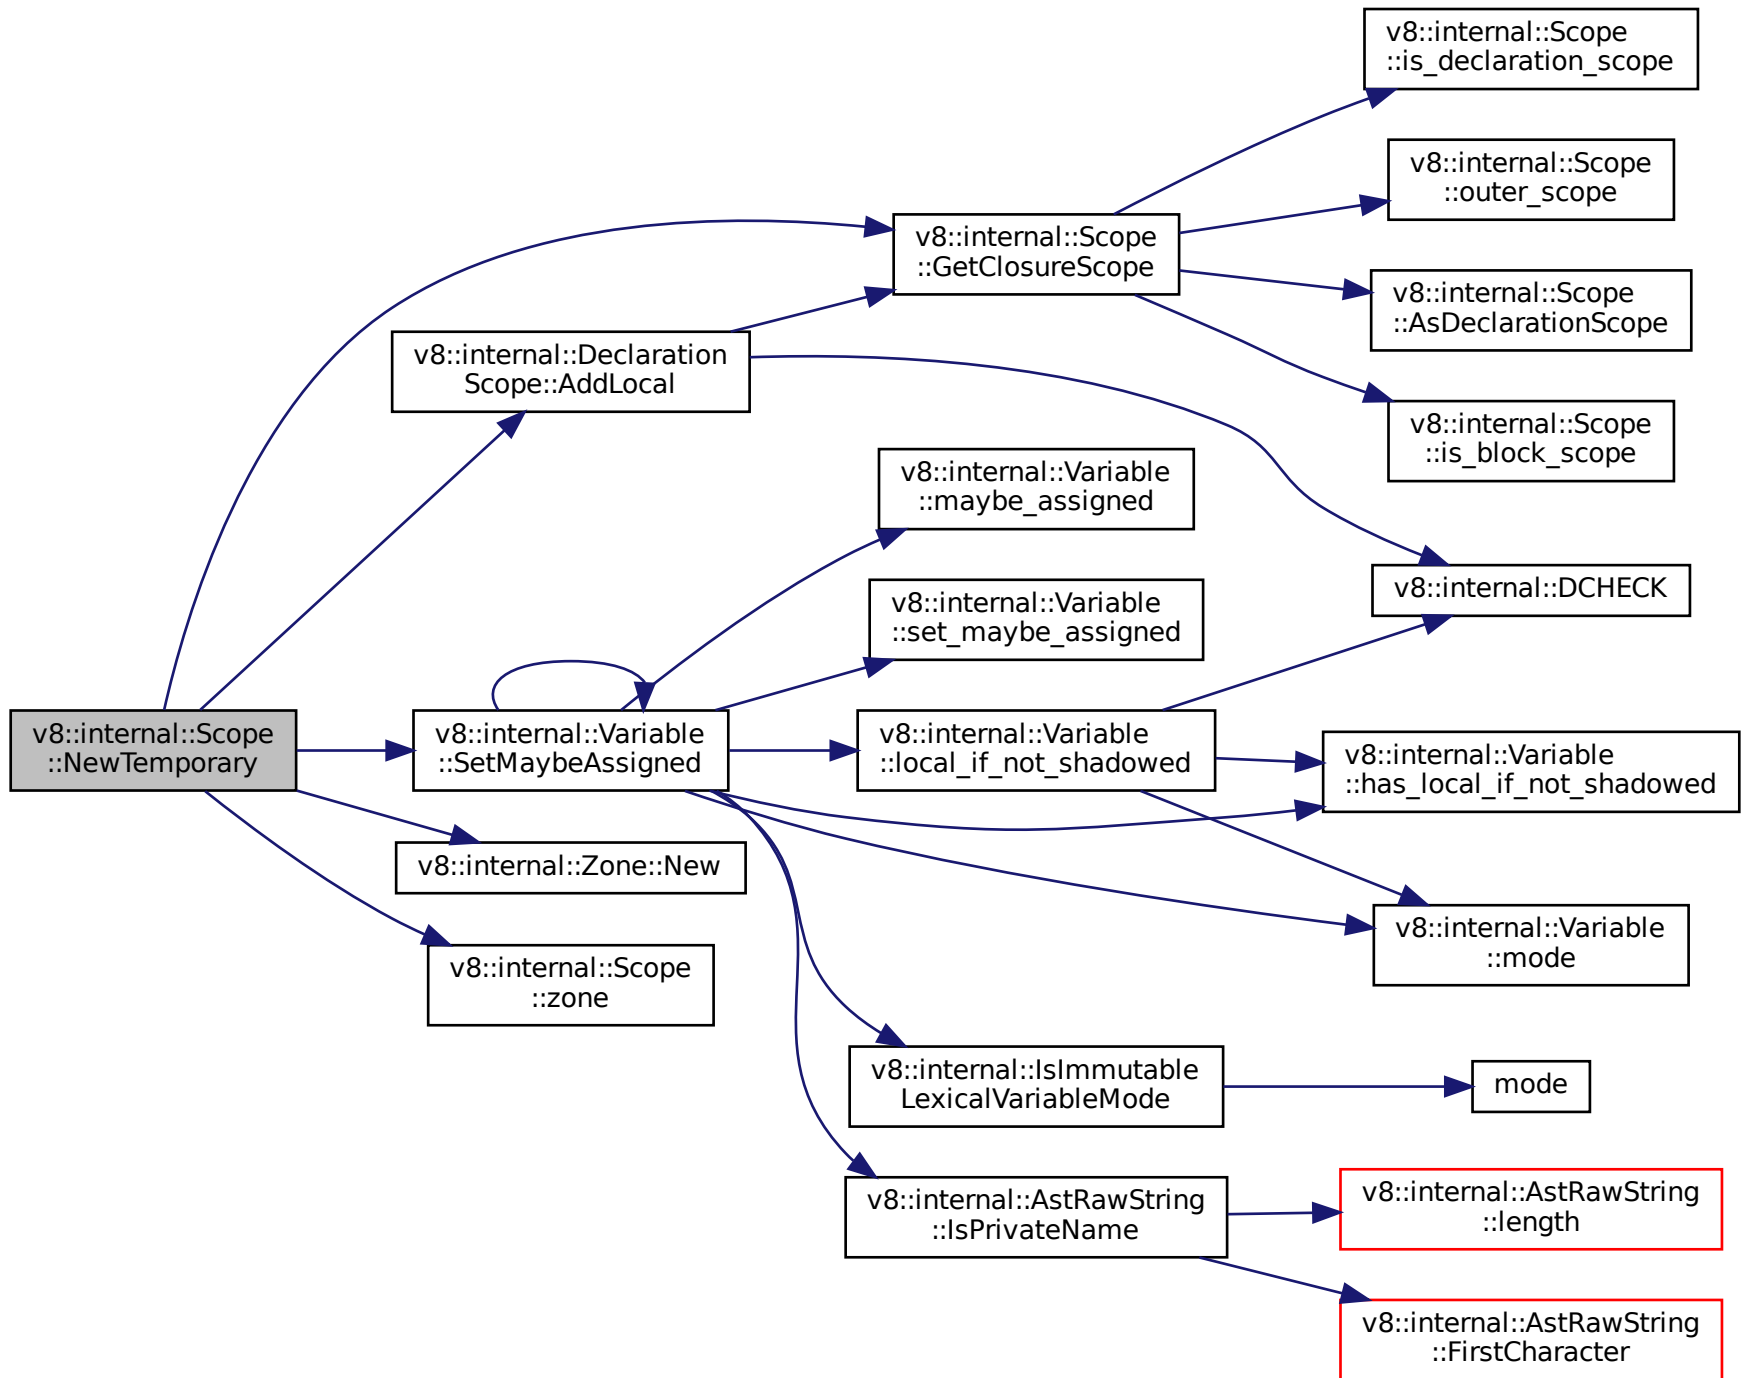 v8::internal::Scope
::is_declaration_scope
v8::internal::Scope
::outer_scope
v8::internal::Scope
::GetClosureScope
v8::internal::Scope
::AsDeclarationScope
v8::internal::Declaration
Scope::AddLocal
v8::internal::Scope
::is_block_scope
v8::internal::Variable
::maybe_assigned
v8::internal::DCHECK
v8::internal::Variable
::set_maybe_assigned
v8::internal::Scope
::NewTemporary
v8::internal::Variable
::SetMaybeAssigned
v8::internal::Variable
::local_if_not_shadowed
v8::internal::Variable
::has_local_if_not_shadowed
v8::internal::Zone::New
v8::internal::Variable
::mode
v8::internal::Scope
::zone
v8::internal::IsImmutable
LexicalVariableMode
mode
v8::internal::AstRawString
::IsPrivateName
v8::internal::AstRawString
::length
v8::internal::AstRawString
::FirstCharacter